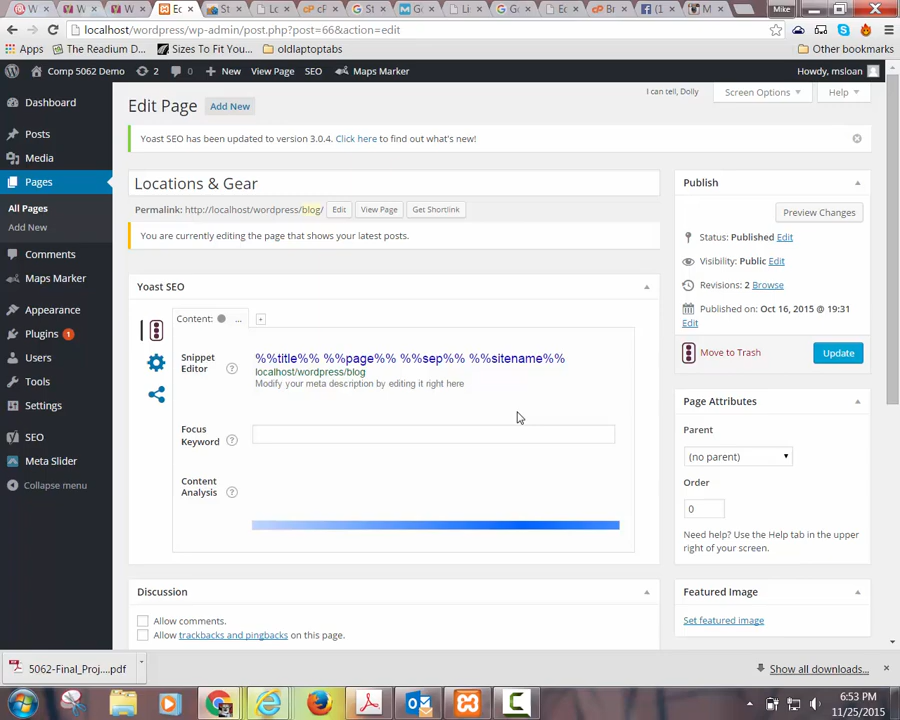 Ec
St
Lo
cP
St
Li
Go
Ec
Br
(1
M
Mike
localhost/wordpress/wp-admin/post.php?post=66&action=edit
Apps The Readium D... Sizes To Fit You... oldlaptoptabs Other bookmarks
Comp 5062 Demo 2 0 New View Page SEO Maps Marker Howdy, msloan
I can tell, Dolly Screen Options Help
Dashboard
Posts
Media
Pages
All Pages
Add New
Comments
Maps Marker
Appearance
Plugins 1
Users
Tools
Settings
SEO
Meta Slider
Collapse menu
Edit Page Add New
Yoast SEO has been updated to version 3.0.4. Click here to find out what's new!
Locations & Gear
Permalink: http://localhost/wordpress/blog/ Edit View Page Get Shortlink
You are currently editing the page that shows your latest posts.
Yoast SEO
Content: ... +
Snippet
Editor ?
%%title%% %%page%% %%sep%% %%sitename%%
localhost/wordpress/blog
Modify your meta description by editing it right here
Focus
Keyword ?
Content
Analysis ?
Discussion
Allow comments.
Allow trackbacks and pingbacks on this page.
Publish
Preview Changes
Status: Published Edit
Visibility: Public Edit
Revisions: 2 Browse
Published on: Oct 16, 2015 @ 19:31
Edit
Move to Trash Update
Page Attributes
Parent
(no parent)
Order
0
Need help? Use the Help tab in the upper
right of your screen.
Featured Image
Set featured image
5062-Final_Proj....pdf Show all downloads...
6:53 PM
11/25/2015